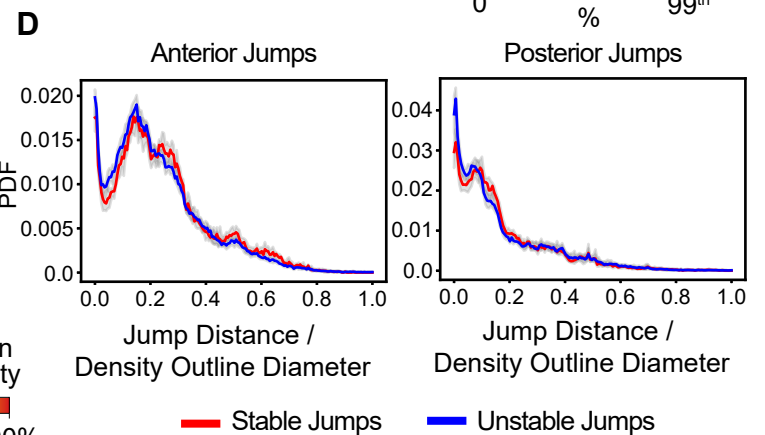 D
0
99th
%
Anterior Jumps
Posterior Jumps
PDF
0.020
0.015
0.010
0.005
0.0
0.0 0.2 0.4 0.6 0.8 1.0
Jump Distance /
Density Outline Diameter
0.04
0.03
0.02
0.01
0.0
0.0 0.2 0.4 0.6 0.8 1.0
Jump Distance /
Density Outline Diameter
n
ty
Stable Jumps
Unstable Jumps